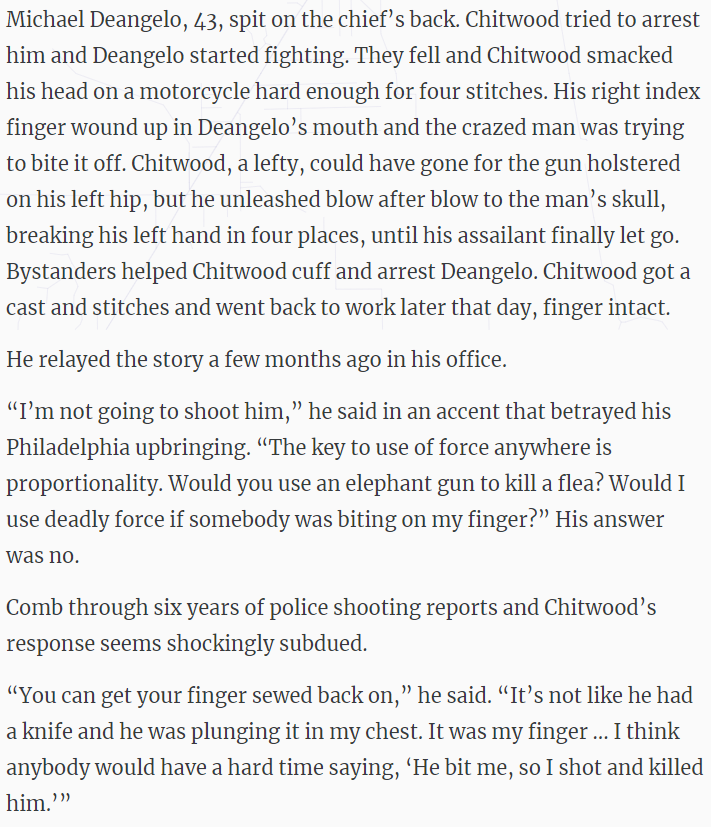 Michael Deangelo, 43, spit on the chief’s back. Chitwood tried to arrest
him and Deangelo started fighting. They fell and Chitwood smacked
his head on a motorcycle hard enough for four stitches. His right index
finger wound up in Deangelo’s mouth and the crazed man was trying
to bite it off. Chitwood, a lefty, could have gone for the gun holstered
on his left hip, but he unleashed blow after blow to the man’s skull,
breaking his left hand in four places, until his assailant finally let go.
Bystanders helped Chitwood cuff and arrest Deangelo. Chitwood got a
cast and stitches and went back to work later that day, finger intact.
He relayed the story a few months ago in his office.
“I’m not going to shoot him,” he said in an accent that betrayed his
Philadelphia upbringing. “The key to use of force anywhere is
proportionality. Would you use an elephant gun to kill a flea? Would I
use deadly force if somebody was biting on my finger?” His answer
was no.
Comb through six years of police shooting reports and Chitwood’s
response seems shockingly subdued.
“You can get your finger sewed back on,” he said. “It’s not like he had
a knife and he was plunging it in my chest. It was my finger ... I think
anybody would have a hard time saying, ‘He bit me, so I shot and killed
him.’”